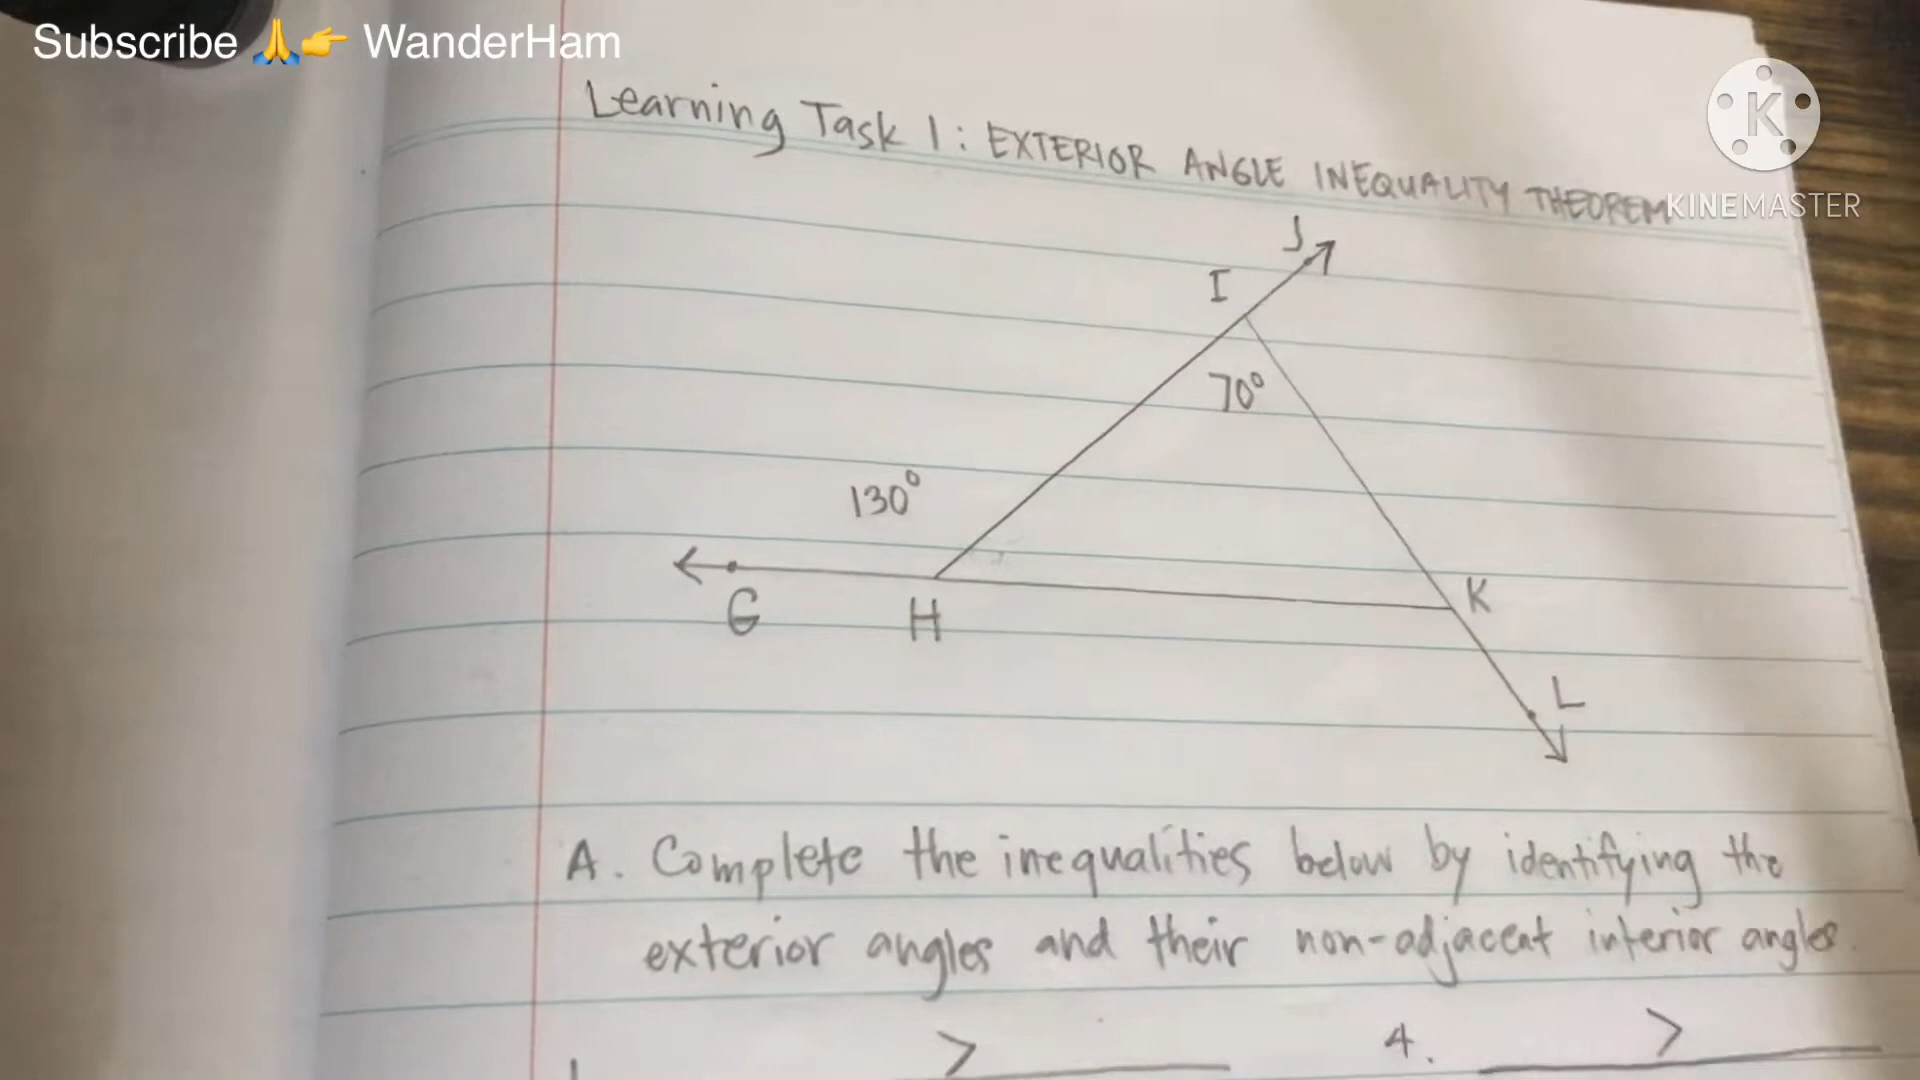 Subscribe 🙏👉 WanderHam
Learning Task 1: EXTERIOR ANGLE INEQUALITY THEOREM
K
KINEMASTER
J
I
70°
130°
G
H
K
L
A. Complete the inequalities below by identifying the
exterior angles and their non-adjacent interior angles.
> 4. >